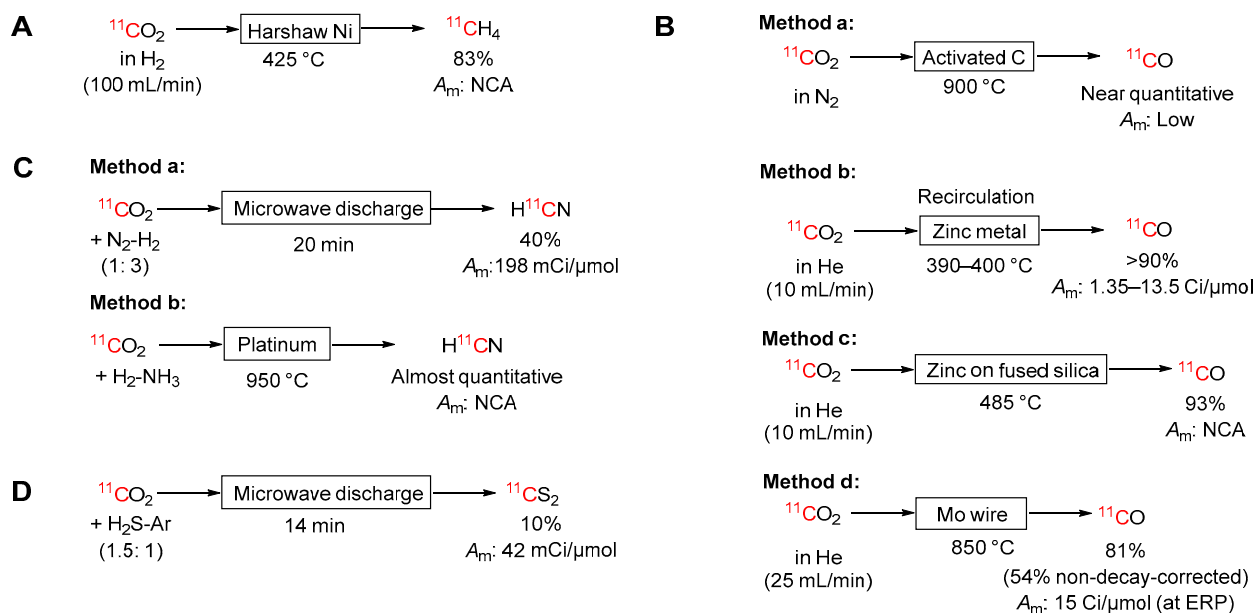 A
¹¹CO₂
in H₂
(100 mL/min)
Harshaw Ni
425 °C
¹¹CH₄
83%
Aₘ: NCA
B
Method a:
¹¹CO₂
in N₂
Activated C
900 °C
¹¹CO
Near quantitative
Aₘ: Low
Method b:
¹¹CO₂
in He
(10 mL/min)
Recirculation
Zinc metal
390–400 °C
¹¹CO
>90%
Aₘ: 1.35–13.5 Ci/μmol
Method c:
¹¹CO₂
in He
(10 mL/min)
Zinc on fused silica
485 °C
¹¹CO
93%
Aₘ: NCA
Method d:
¹¹CO₂
in He
(25 mL/min)
Mo wire
850 °C
¹¹CO
81%
(54% non-decay-corrected)
Aₘ: 15 Ci/μmol (at ERP)
C
Method a:
¹¹CO₂
+ N₂-H₂
(1: 3)
Microwave discharge
20 min
H¹¹CN
40%
Aₘ:198 mCi/μmol
Method b:
¹¹CO₂
+ H₂-NH₃
Platinum
950 °C
H¹¹CN
Almost quantitative
Aₘ: NCA
D
¹¹CO₂
+ H₂S-Ar
(1.5: 1)
Microwave discharge
14 min
¹¹CS₂
10%
Aₘ: 42 mCi/μmol